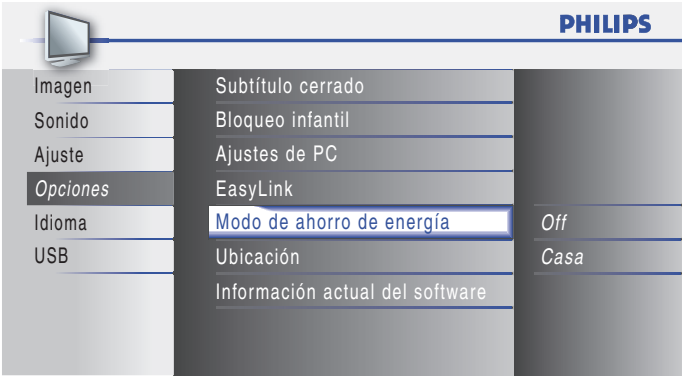 PHILIPS
Imagen
Sonido
Ajuste
Opciones
Idioma
USB
Subtítulo cerrado
Bloqueo infantil
Ajustes de PC
EasyLink
Modo de ahorro de energía
Ubicación
Información actual del software
Off
Casa